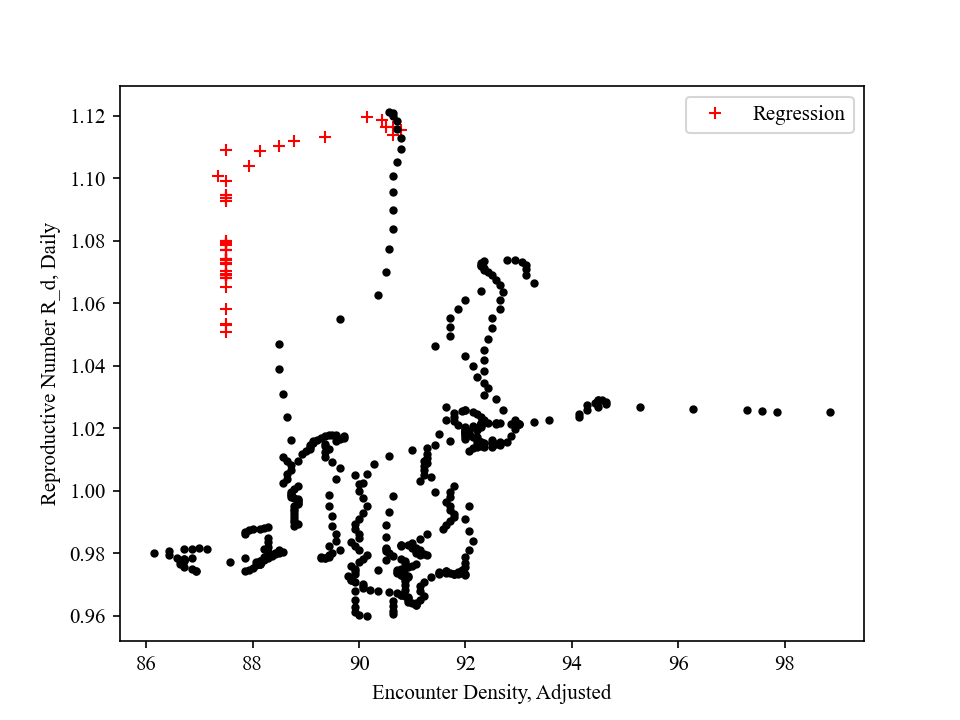 Regression
1.12
1.10
1.08
1.06
1.04
1.02
1.00
0.98
0.96
Reproductive Number R_d, Daily
86 88 90 92 94 96 98
Encounter Density, Adjusted